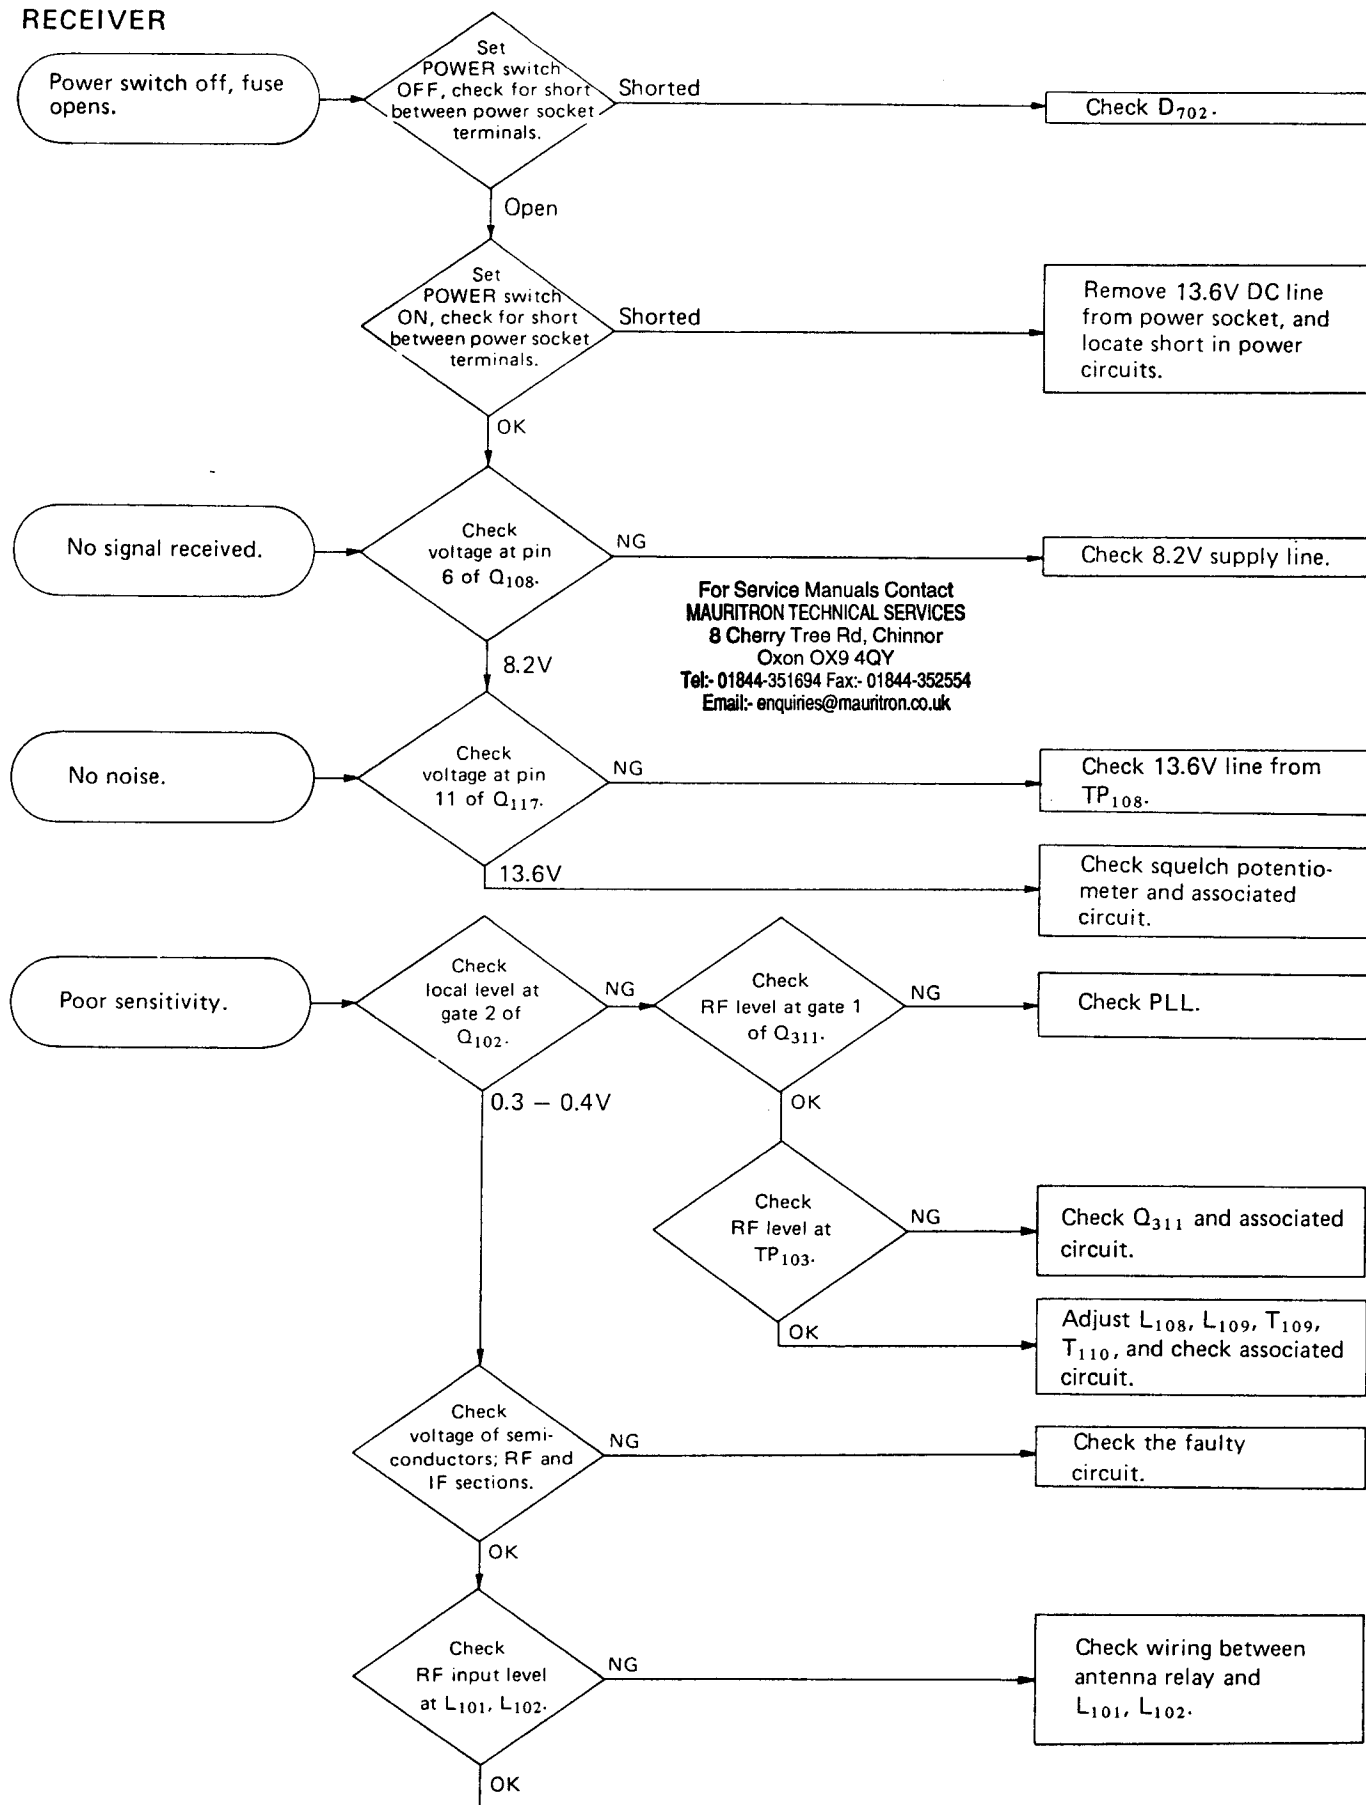 RECEIVER
Power switch off, fuse
opens.
Set
POWER switch
OFF, check for short
between power socket
terminals.
Shorted
Check D702.
Open
Set
POWER switch
ON, check for short
between power socket
terminals.
Shorted
Remove 13.6V DC line
from power socket, and
locate short in power
circuits.
OK
No signal received.
Check
voltage at pin
6 of Q108.
NG
Check 8.2V supply line.
For Service Manuals Contact
MAURITRON TECHNICAL SERVICES
8 Cherry Tree Rd, Chinnor
Oxon OX9 4QY
Tel:- 01844-351694 Fax:- 01844-352554
Email:- enquiries@mauritron.co.uk
8.2V
No noise.
Check
voltage at pin
11 of Q117.
NG
Check 13.6V line from
TP108.
13.6V
Check squelch potentio-
meter and associated
circuit.
Poor sensitivity.
Check
local level at
gate 2 of
Q102.
NG
Check
RF level at gate 1
of Q311.
NG
Check PLL.
0.3 – 0.4V
OK
Check
RF level at
TP103.
NG
Check Q311 and associated
circuit.
OK
Adjust L108, L109, T109,
T110, and check associated
circuit.
Check
voltage of semi-
conductors; RF and
IF sections.
NG
Check the faulty
circuit.
OK
Check
RF input level
at L101, L102.
NG
Check wiring between
antenna relay and
L101, L102.
OK